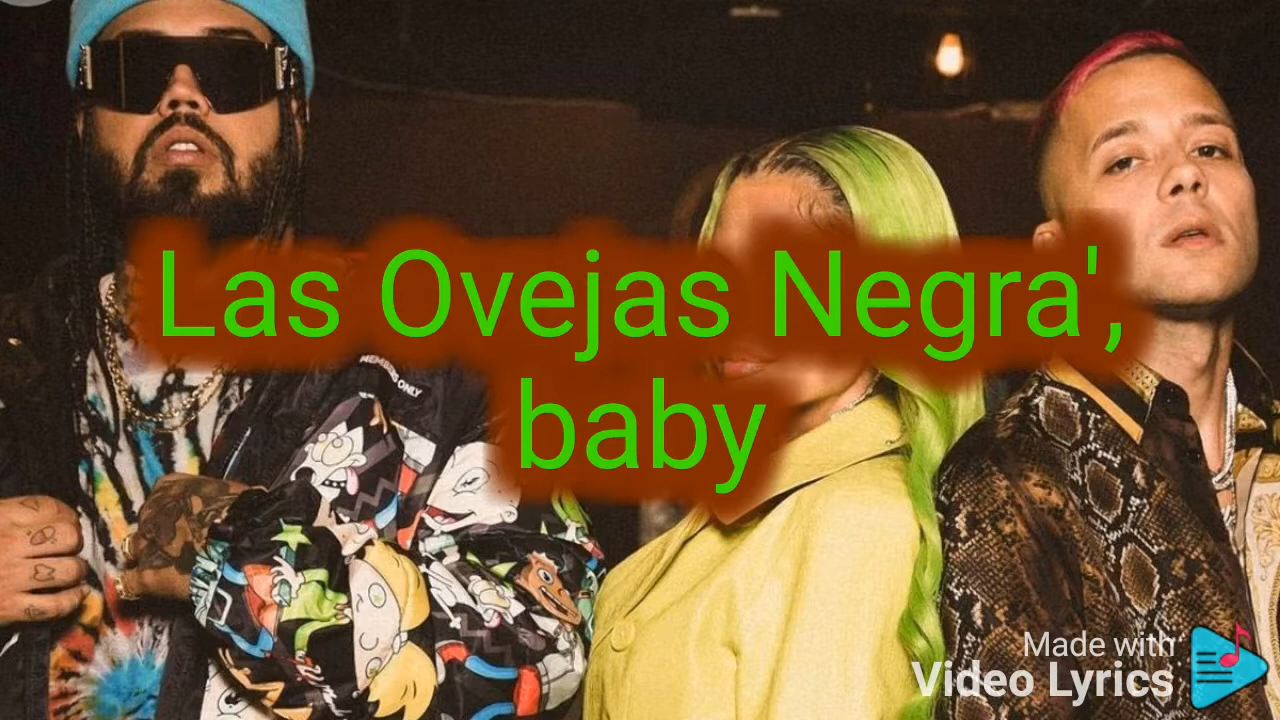 Las Ovejas Negra',
baby
MEMBERS ONLY
Made with
Video Lyrics